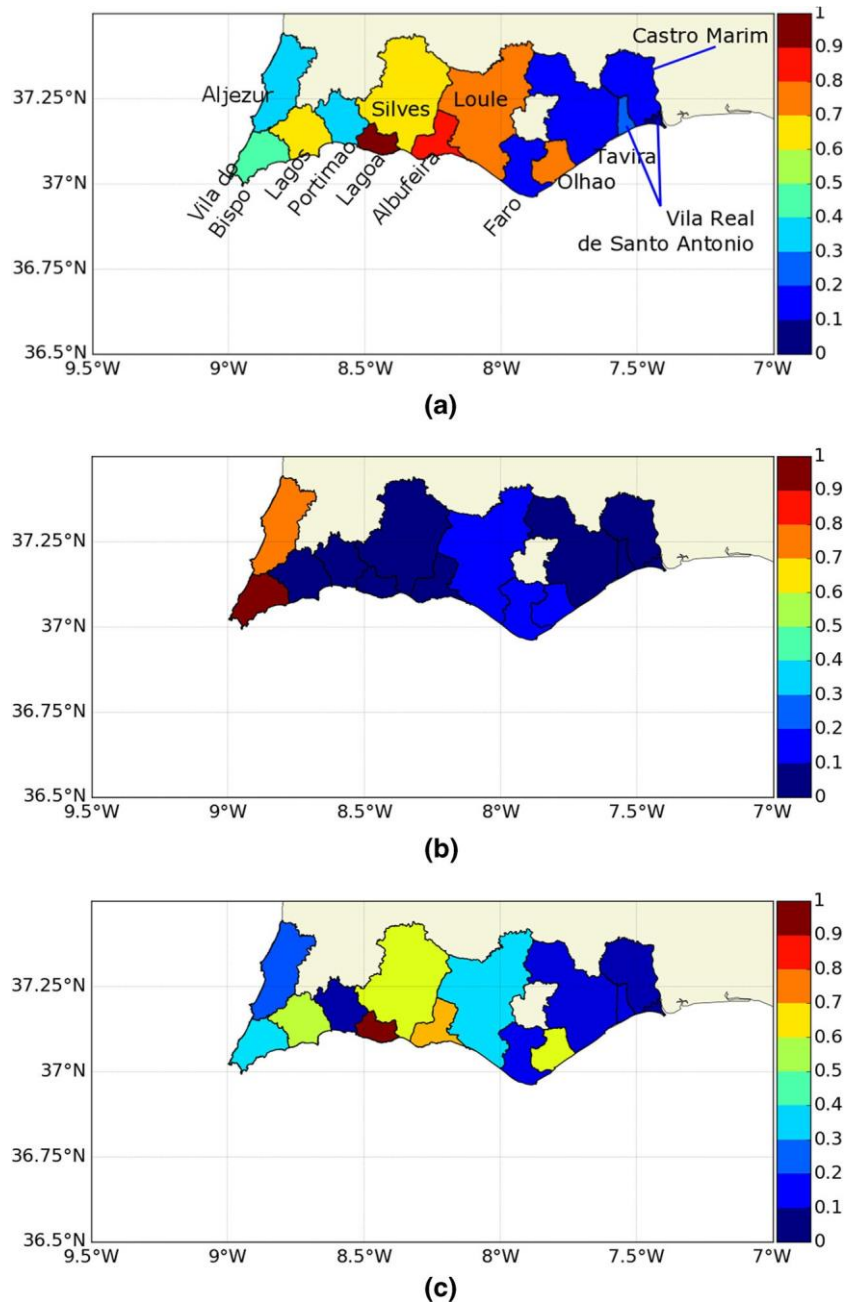 Castro Marim
Aljezur
Silves
Loule
Vila do
Bispo
Lagos
Portimao
Lagoa
Albufeira
Faro
Olhao
Tavira
Vila Real
de Santo Antonio
37.25°N
37°N
36.75°N
36.5°N
9.5°W 9°W 8.5°W 8°W 7.5°W 7°W
1
0.9
0.8
0.7
0.6
0.5
0.4
0.3
0.2
0.1
0
(a)
37.25°N
37°N
36.75°N
36.5°N
9.5°W 9°W 8.5°W 8°W 7.5°W 7°W
1
0.9
0.8
0.7
0.6
0.5
0.4
0.3
0.2
0.1
0
(b)
37.25°N
37°N
36.75°N
36.5°N
9.5°W 9°W 8.5°W 8°W 7.5°W 7°W
1
0.9
0.8
0.7
0.6
0.5
0.4
0.3
0.2
0.1
0
(c)